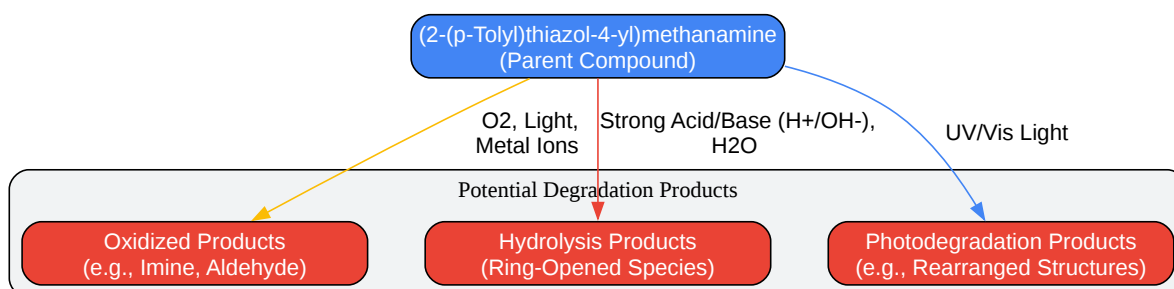 (2-(p-Tolyl)thiazol-4-yl)methanamine
(Parent Compound)
O2, Light,
Metal Ions
Strong Acid/Base (H+/OH-),
H2O
UV/Vis Light
Potential Degradation Products
Oxidized Products
(e.g., Imine, Aldehyde)
Hydrolysis Products
(Ring-Opened Species)
Photodegradation Products
(e.g., Rearranged Structures)